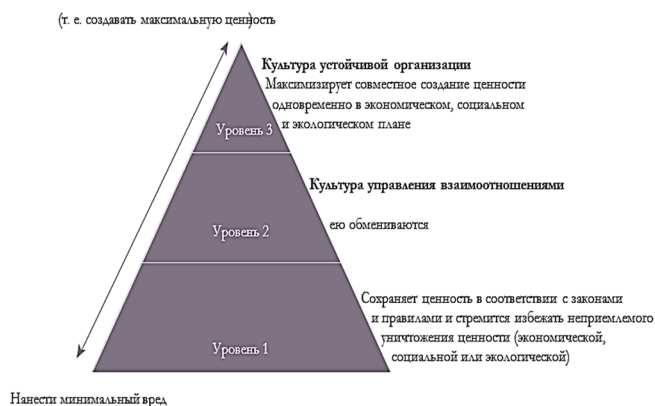 (т. е. создавать максимальную ценность
Культура устойчивой организации
Максимизирует совместное создание ценности
одновременно в экономическом, социальном
и экологическом плане
Уровень 3
Культура управления взаимоотношениями
ею обмениваются
Уровень 2
Сохраняет ценность в соответствии с законами
и правилами и стремится избежать неприемлемого
уничтожения ценности (экономической,
социальной или экологической)
Уровень 1
Нанести минимальный вред